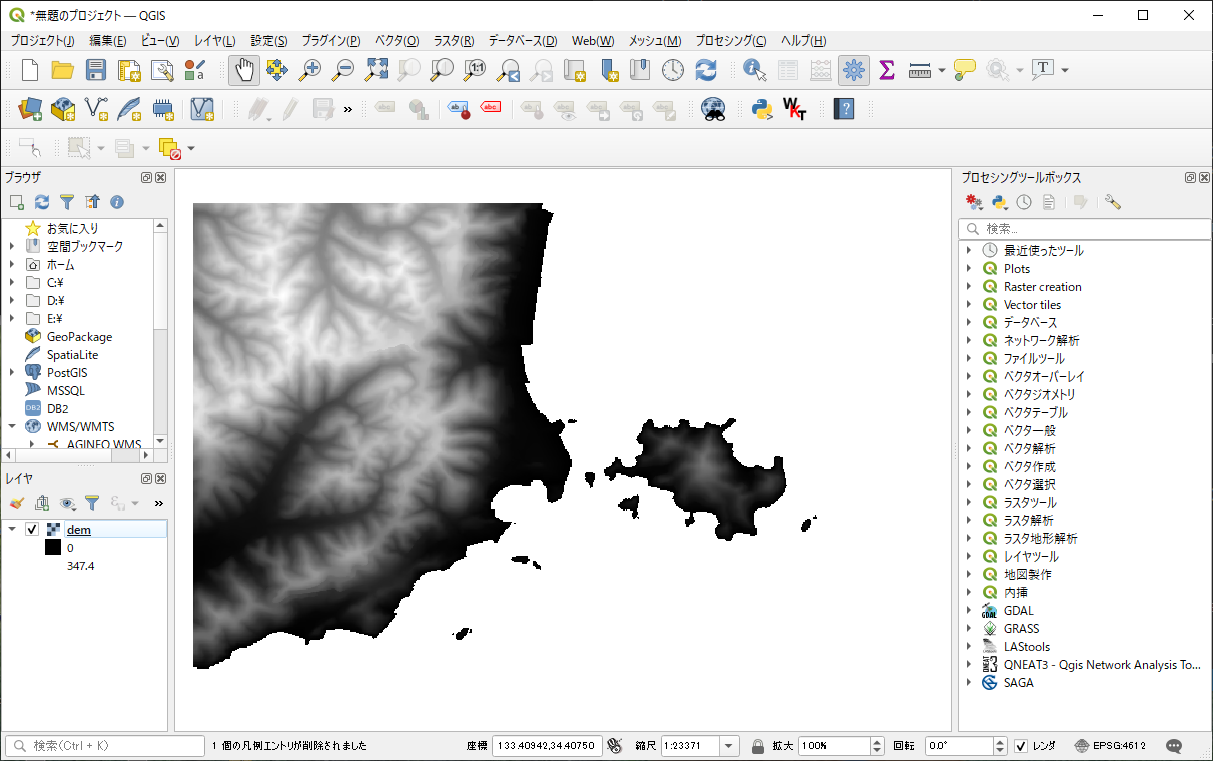 *無題のプロジェクト — QGIS
プロジェクト(J) 編集(E) ビュー(V) レイヤ(L) 設定(S) プラグイン(P) ベクタ(O) ラスタ(R) データベース(D) Web(W) メッシュ(M) プロセシング(C) ヘルプ(H)
ブラウザ
お気に入り
空間ブックマーク
ホーム
C:¥
D:¥
E:¥
GeoPackage
SpatiaLite
PostGIS
MSSQL
DB2
WMS/WMTS
AGINFO WMS
レイヤ
dem
0
347.4
プロセシングツールボックス
検索...
最近使ったツール
Plots
Raster creation
Vector tiles
データベース
ネットワーク解析
ファイルツール
ベクタオーバーレイ
ベクタジオメトリ
ベクタテーブル
ベクタ一般
ベクタ解析
ベクタ作成
ベクタ選択
ラスタツール
ラスタ解析
ラスタ地形解析
レイヤツール
地図製作
内挿
GDAL
GRASS
LAStools
QNEAT3 - Qgis Network Analysis To...
SAGA
検索(Ctrl + K) 1 個の凡例エントリが削除されました 座標 133.40942,34.40750 縮尺 1:23371 拡大 100% 回転 0.0° レンダ EPSG:4612